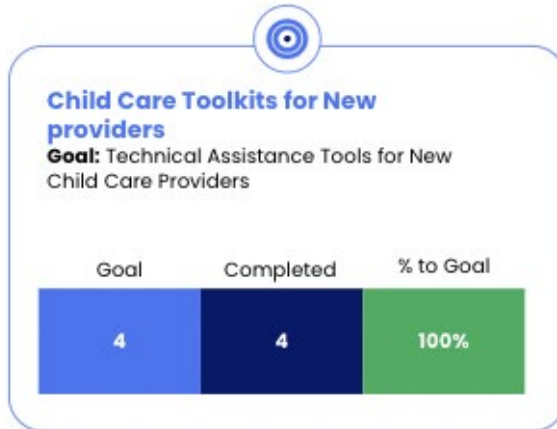 Child Care Toolkits for New
providers
Goal: Technical Assistance Tools for New
Child Care Providers
Goal Completed % to Goal
4 4 100%